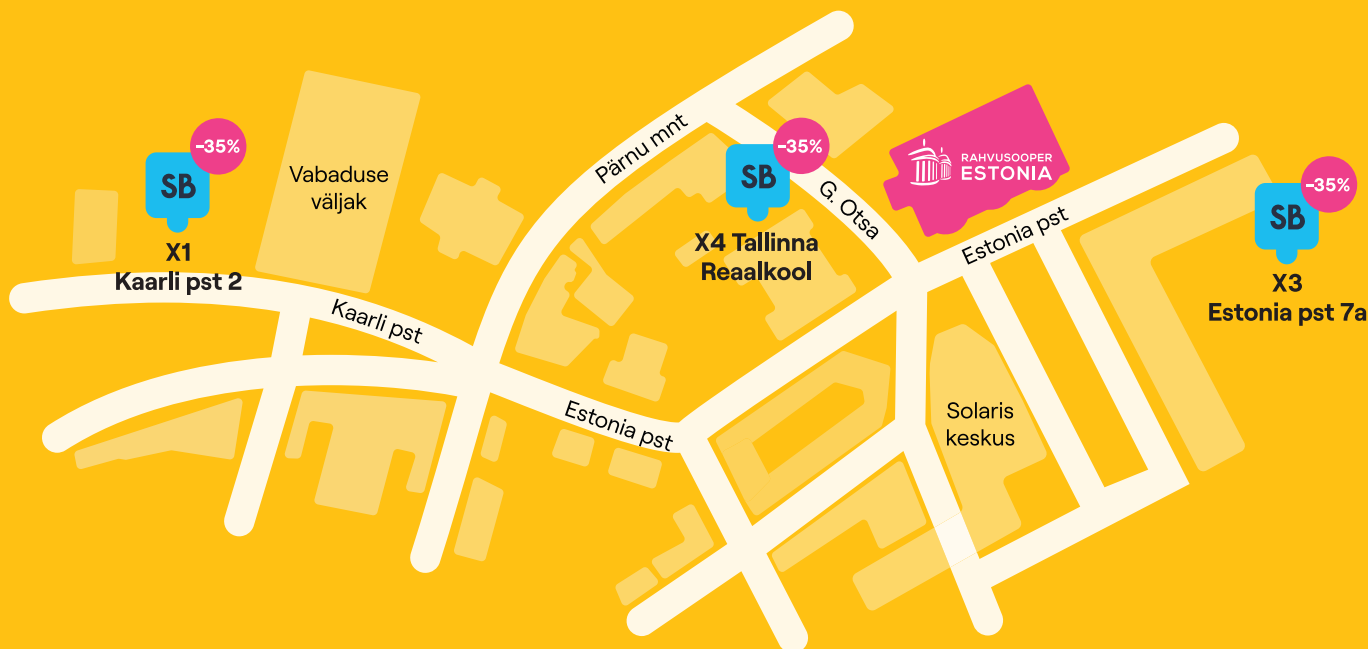 -35%
SB
X1
Kaarli pst 2
Vabaduse
väljak
Kaarli pst
Pärnu mnt
-35%
SB
X4 Tallinna
Reaalkool
G. Otsa
RAHVUSOOPER
ESTONIA
Estonia pst
-35%
SB
X3
Estonia pst 7a
Estonia pst
Solaris
keskus